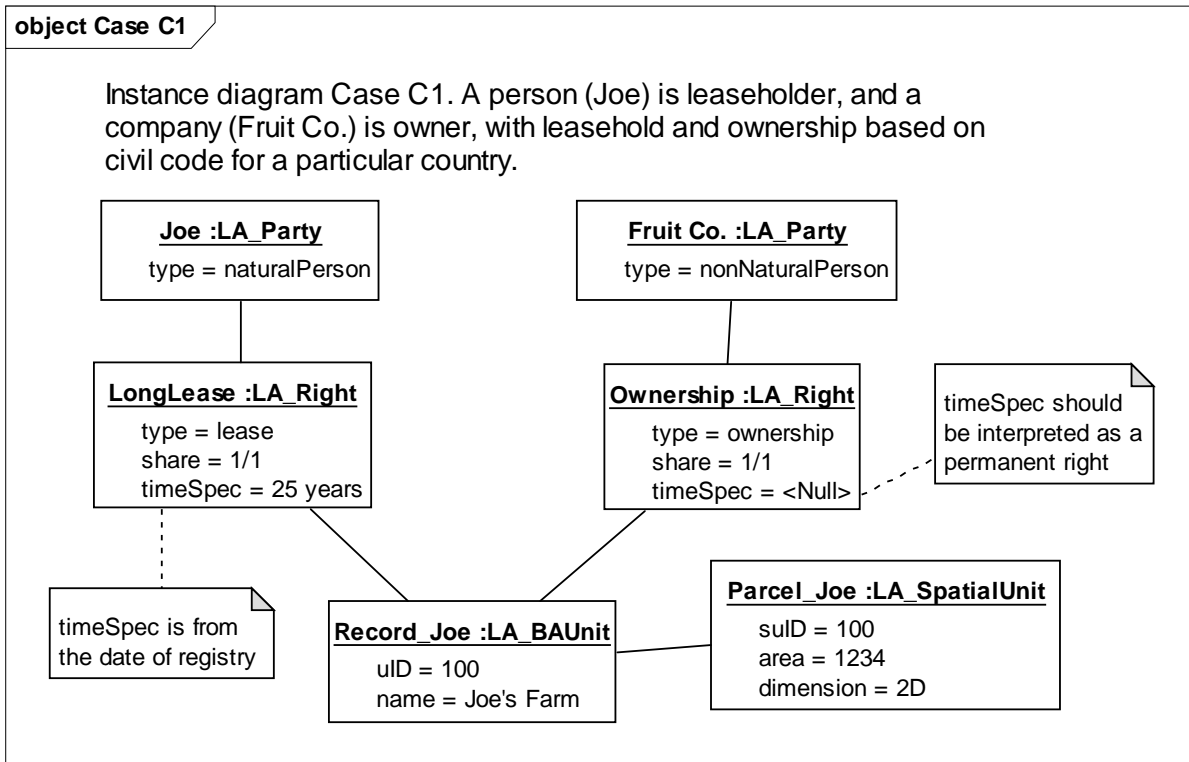 object Case C1
Instance diagram Case C1. A person (Joe) is leaseholder, and a
company (Fruit Co.) is owner, with leasehold and ownership based on
civil code for a particular country.
Joe :LA_Party
type = naturalPerson
Fruit Co. :LA_Party
type = nonNaturalPerson
LongLease :LA_Right
type = lease
share = 1/1
timeSpec = 25 years
Ownership :LA_Right
type = ownership
share = 1/1
timeSpec = <Null>
timeSpec should
be interpreted as a
permanent right
timeSpec is from
the date of registry
Record_Joe :LA_BAUnit
uID = 100
name = Joe's Farm
Parcel_Joe :LA_SpatialUnit
suID = 100
area = 1234
dimension = 2D